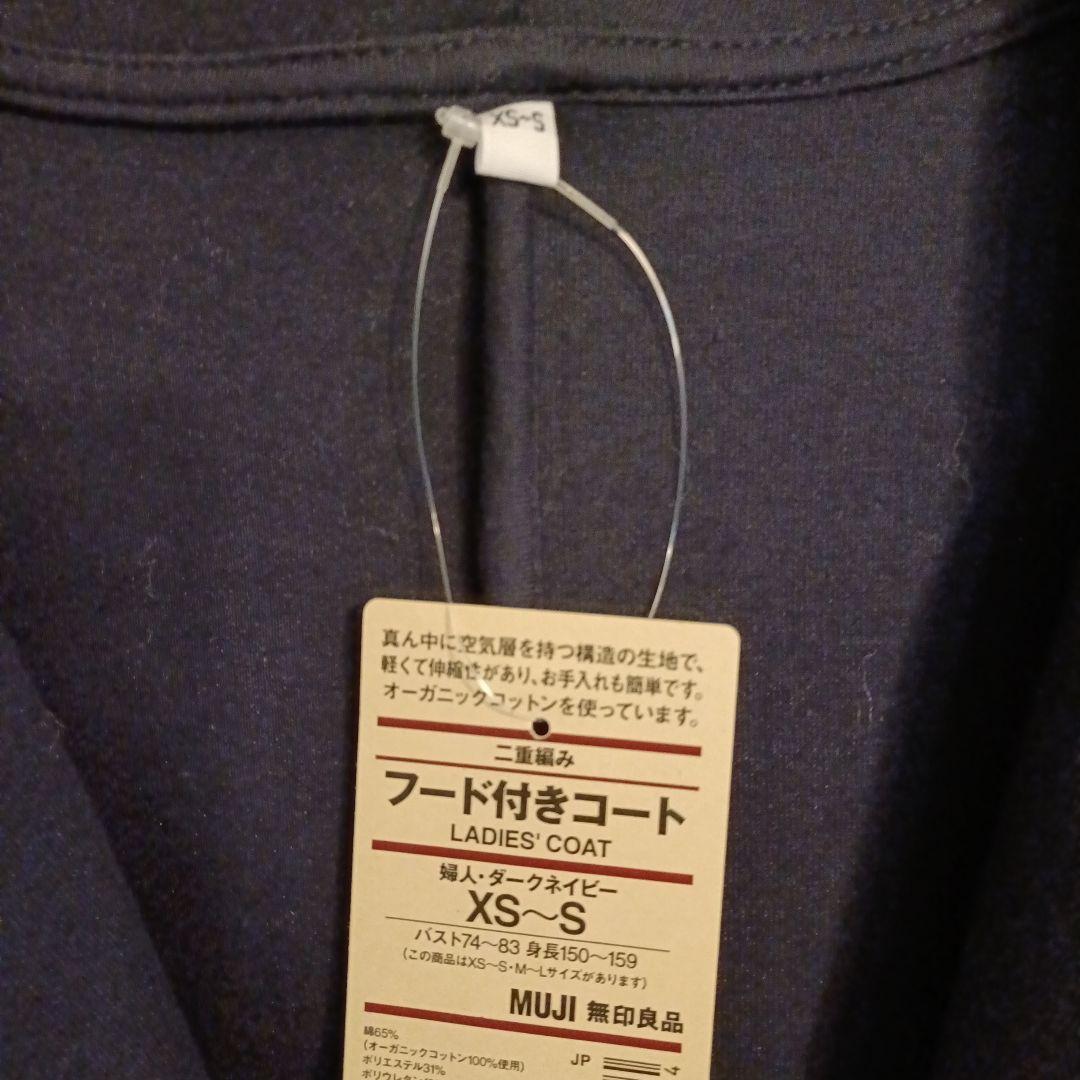 XS~S
真ん中に空気層を持つ構造の生地で、
軽くて伸縮性があり、お手入れも簡単です。
オーガニックコットンを使っています。
二重編み
フード付きコート
LADIES' COAT
婦人・ダークネイビー
XS〜S
バスト74〜83 身長150〜159
(この商品はXS〜S・M〜Lサイズがあります)
MUJI 無印良品
綿65%
(オーガニックコットン100%使用)
JP
ポリエステル31%
ポリウレタン